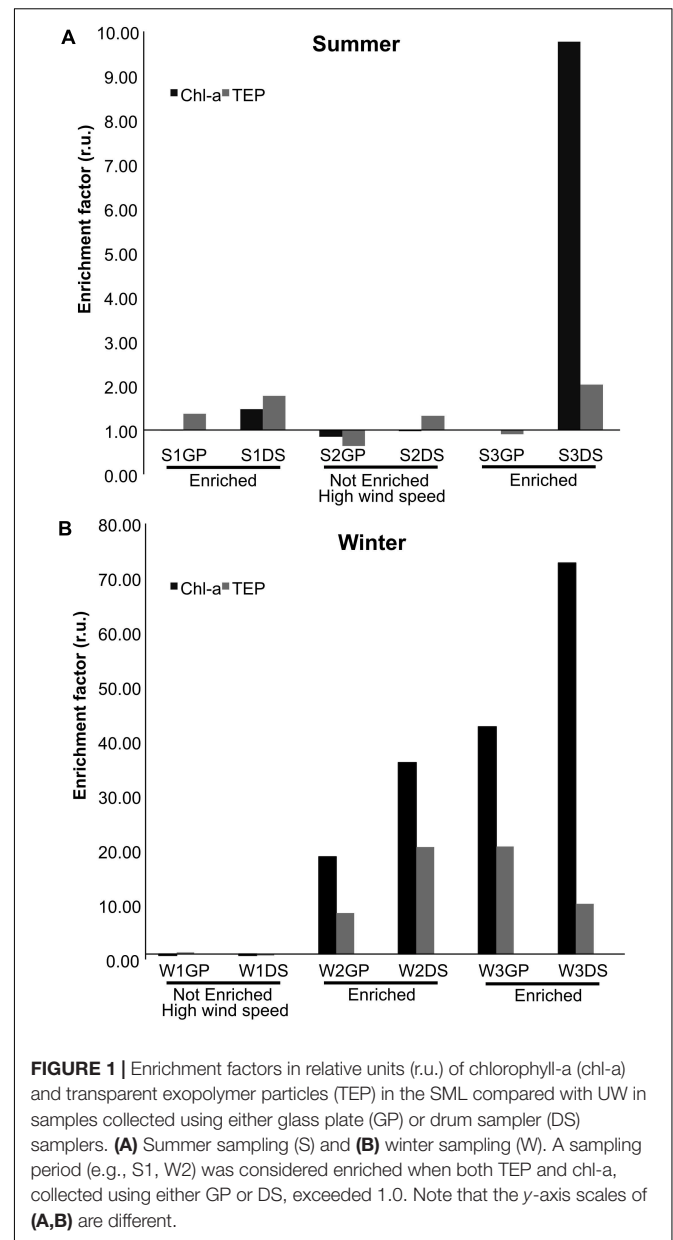 A
Summer
Chl-a TEP
Enrichment factor (r.u.)
10.00
9.00
8.00
7.00
6.00
5.00
4.00
3.00
2.00
1.00
0.00
S1GP S1DS S2GP S2DS S3GP S3DS
Enriched Not Enriched Enriched
High wind speed
B
Winter
Chl-a TEP
Enrichment factor (r.u.)
80.00
70.00
60.00
50.00
40.00
30.00
20.00
10.00
0.00
W1GP W1DS W2GP W2DS W3GP W3DS
Not Enriched Enriched Enriched
High wind speed
FIGURE 1 | Enrichment factors in relative units (r.u.) of chlorophyll-a (chl-a)
and transparent exopolymer particles (TEP) in the SML compared with UW in
samples collected using either glass plate (GP) or drum sampler (DS)
samplers. (A) Summer sampling (S) and (B) winter sampling (W). A sampling
period (e.g., S1, W2) was considered enriched when both TEP and chl-a,
collected using either GP or DS, exceeded 1.0. Note that the y-axis scales of
(A,B) are different.